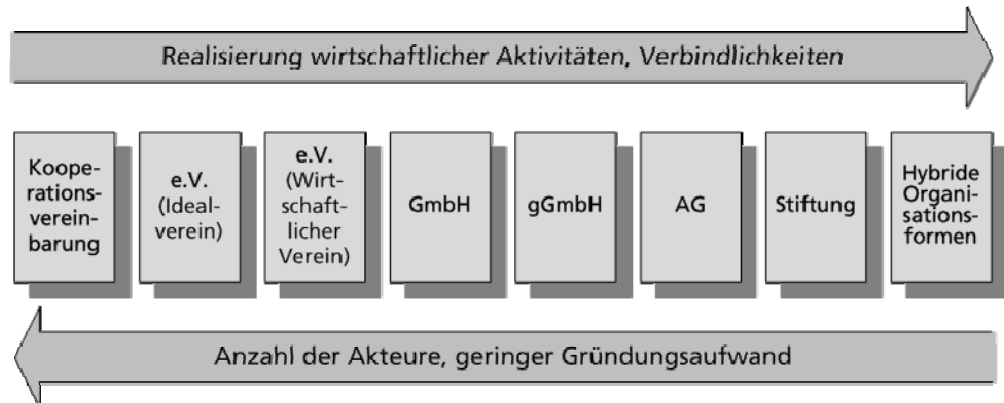 Realisierung wirtschaftlicher Aktivitäten, Verbindlichkeiten
Koope-
rations-
verein-
barung
e.V.
(Ideal-
verein)
e.V.
(Wirt-
schaft-
licher
Verein)
GmbH
gGmbH
AG
Stiftung
Hybride
Organi-
sations-
formen
Anzahl der Akteure, geringer Gründungsaufwand